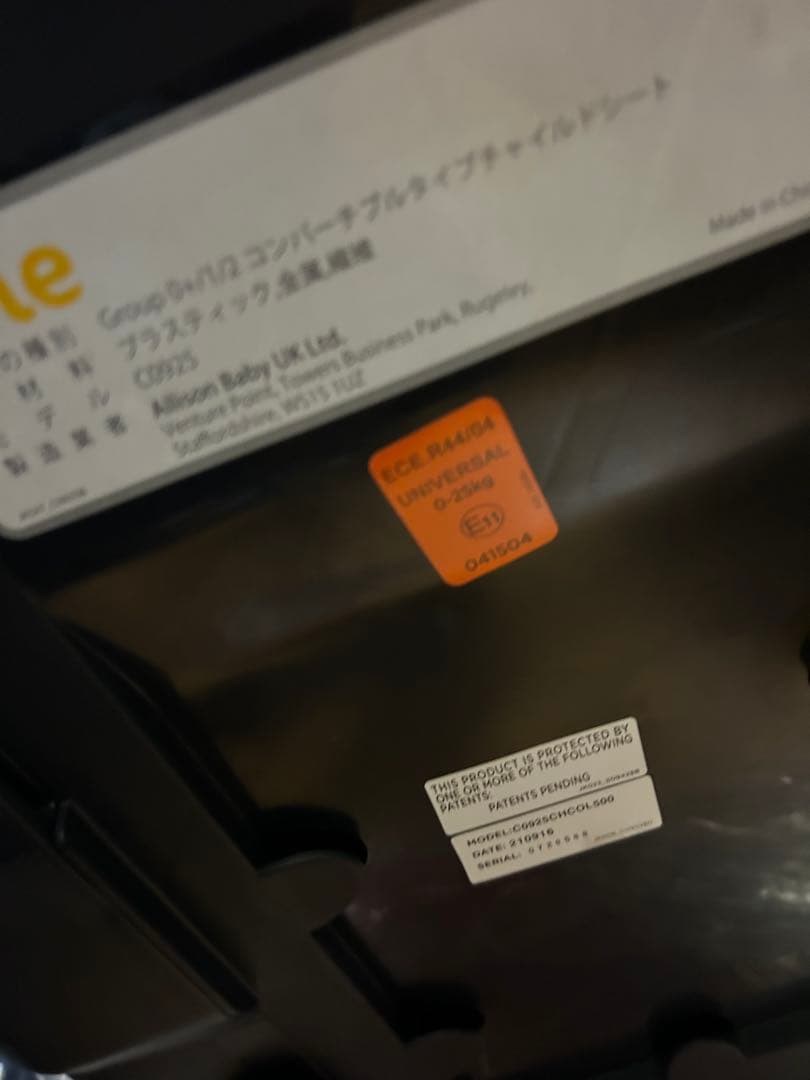 le
の種別 Group 0+/1/2 コンバーチブルタイプチャイルドシート
材料 プラスティック,金属,繊維
デル C0925
製造業者 Allison Baby UK Ltd.
Venture Point, Towers Business Park, Rugeley,
Staffordshire, WS15 1UZ
Made in Chi
ECE.R44/04
UNIVERSAL
0-25kg
E11
041504
THIS PRODUCT IS PROTECTED BY
ONE OR MORE OF THE FOLLOWING
PATENTS:
PATENTS PENDING
MODEL:C0925CHCOL500
DATE: 210916
SERIAL: